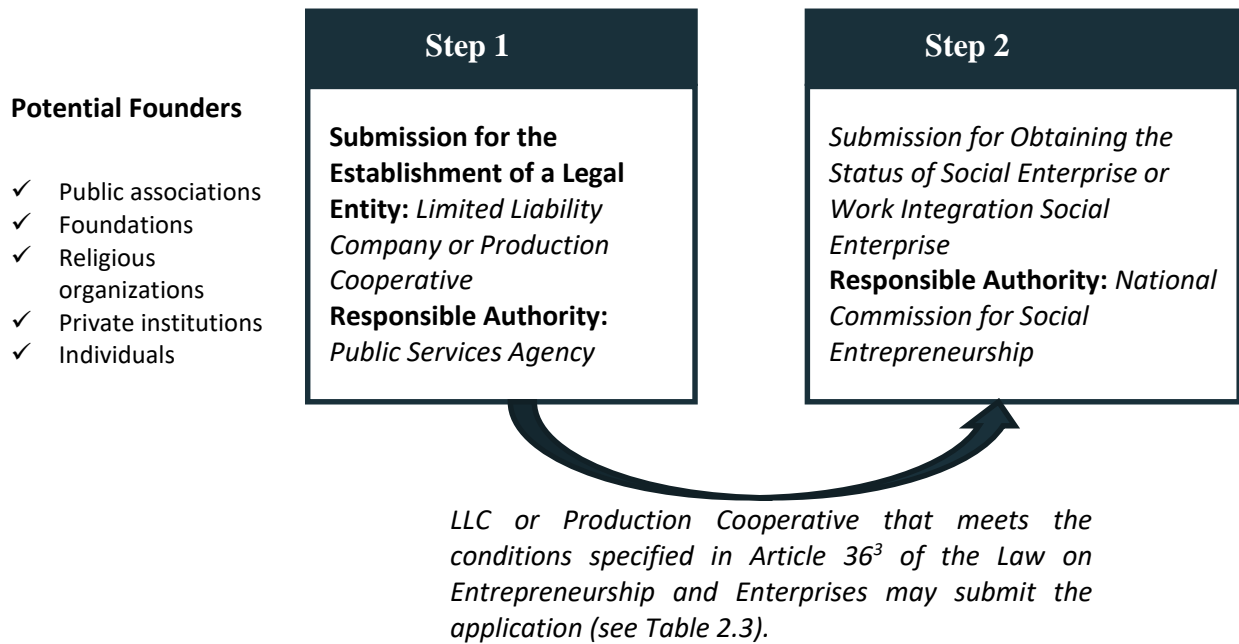 Potential Founders
✓ Public associations
✓ Foundations
✓ Religious
organizations
✓ Private institutions
✓ Individuals
Step 1
Submission for the
Establishment of a Legal
Entity: Limited Liability
Company or Production
Cooperative
Responsible Authority:
Public Services Agency
Step 2
Submission for Obtaining the
Status of Social Enterprise or
Work Integration Social
Enterprise
Responsible Authority: National
Commission for Social
Entrepreneurship
LLC or Production Cooperative that meets the
conditions specified in Article 36³ of the Law on
Entrepreneurship and Enterprises may submit the
application (see Table 2.3).